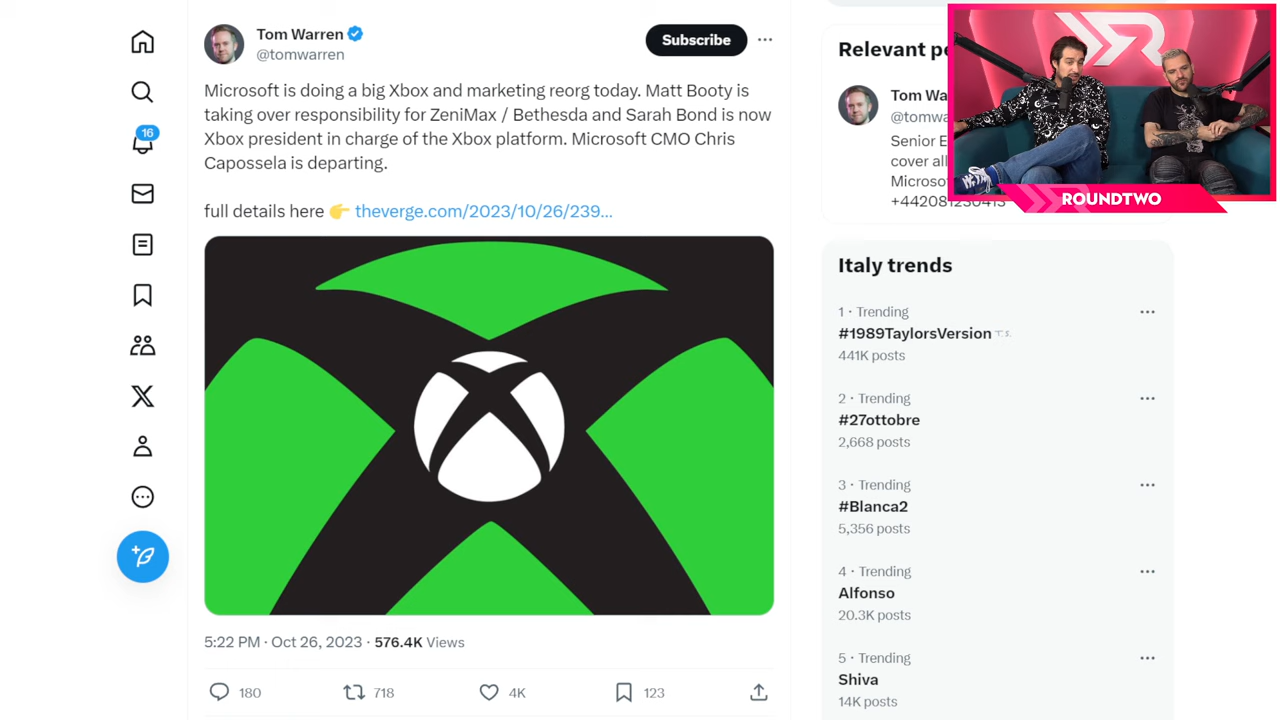 Tom Warren
@tomwarren
Subscribe
Microsoft is doing a big Xbox and marketing reorg today. Matt Booty is
taking over responsibility for ZeniMax / Bethesda and Sarah Bond is now
Xbox president in charge of the Xbox platform. Microsoft CMO Chris
Capossela is departing.
full details here 👉 theverge.com/2023/10/26/239...
5:22 PM · Oct 26, 2023 · 576.4K Views
180
718
4K
123
16
Relevant pe
Tom Wa
@tomwa
Senior E
cover all
Microso
ROUNDTWO
Italy trends
1 · Trending
#1989TaylorsVersion
441K posts
2 · Trending
#27ottobre
2,668 posts
3 · Trending
#Blanca2
5,356 posts
4 · Trending
Alfonso
20.3K posts
5 · Trending
Shiva
14K posts